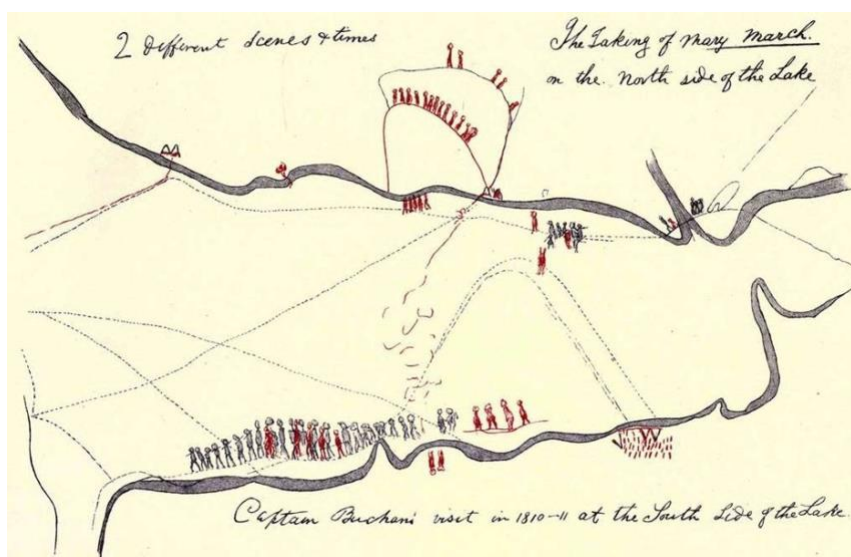 2 different scenes & times
The Taking of Mary March.
on the North side of the Lake
Captain Buchans visit in 1810-11 at the South Side of the Lake